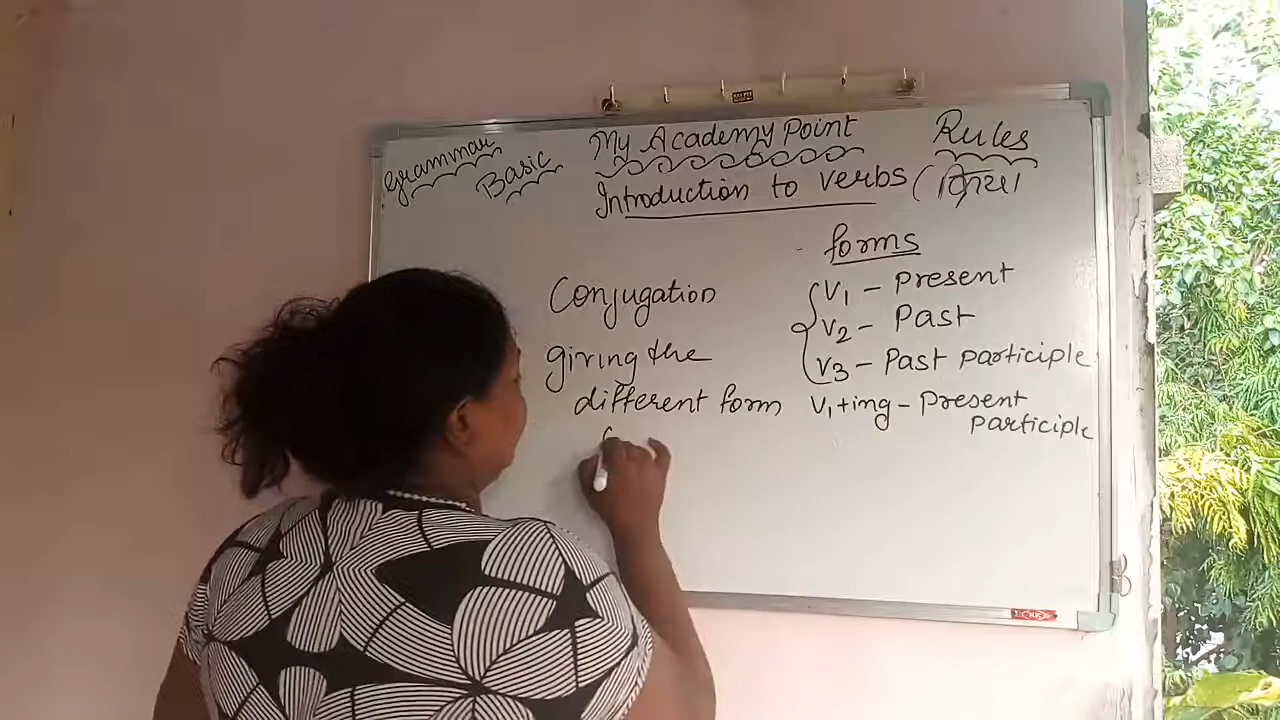 Grammar
Basic
My Academy Point
Rules
Introduction to verbs (क्रिया
forms
Conjugation
V1 - Present
V2 - Past
giving the
V3 - Past participle
different form
V1+ing - Present
participle